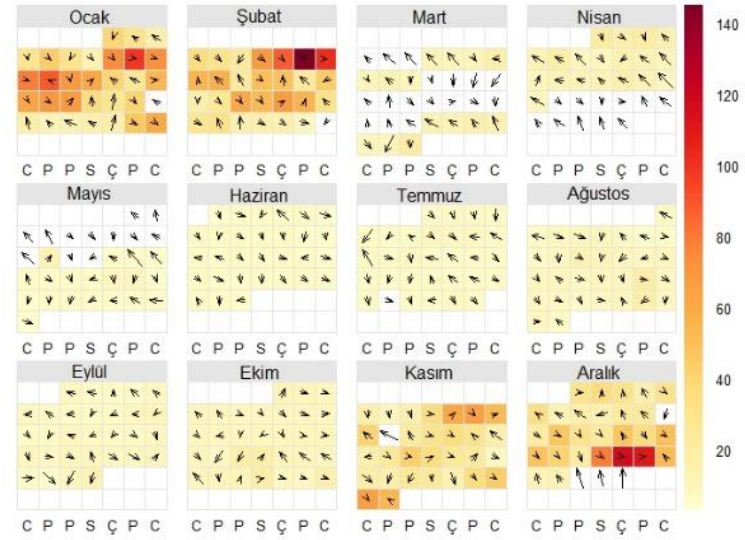 Ocak Şubat Mart Nisan
C P P S Ç P C C P P S Ç P C C P P S Ç P C C P P S Ç P C
Mayıs Haziran Temmuz Ağustos
C P P S Ç P C C P P S Ç P C C P P S Ç P C C P P S Ç P C
Eylül Ekim Kasım Aralık
C P P S Ç P C C P P S Ç P C C P P S Ç P C C P P S Ç P C
140
120
100
80
60
40
20